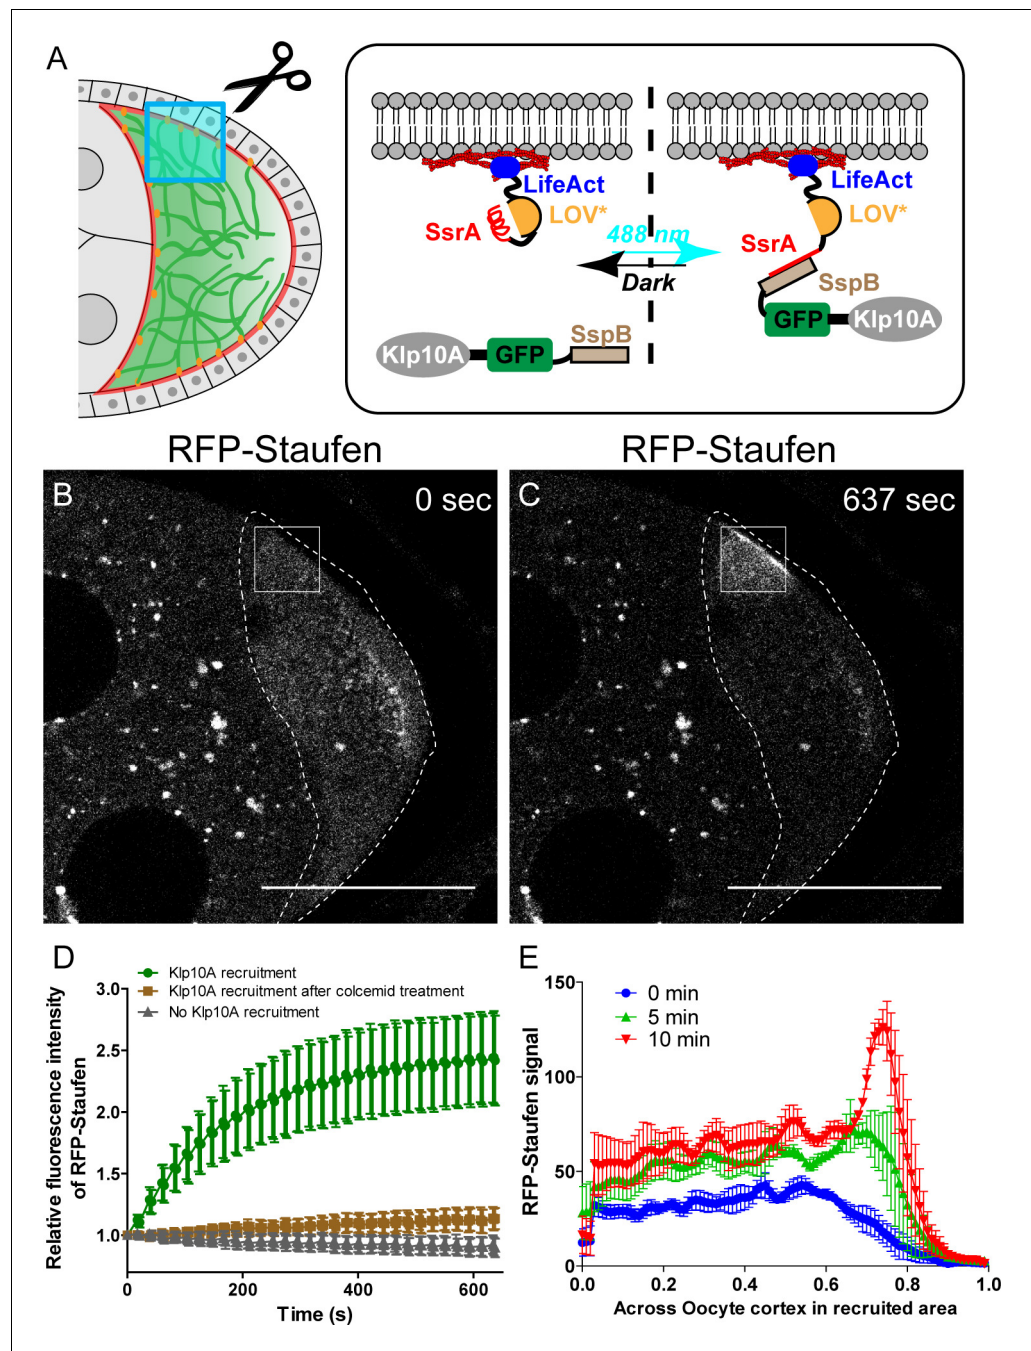 A
LifeAct
LOV*
SsrA
488 nm
Dark
Klp10A
GFP
SspB
LifeAct
LOV*
SsrA
SspB
GFP
Klp10A
RFP-Staufen
RFP-Staufen
B
0 sec
C
637 sec
D
Klp10A recruitment
Klp10A recruitment after colcemid treatment
No Klp10A recruitment
Relative fluorescence intensity
of RFP-Staufen
3.0
2.5
2.0
1.5
1.0
0
200
400
600
Time (s)
E
0 min
5 min
10 min
RFP-Staufen signal
150
100
50
0
0.0
0.2
0.4
0.6
0.8
1.0
Across Oocyte cortex in recruited area